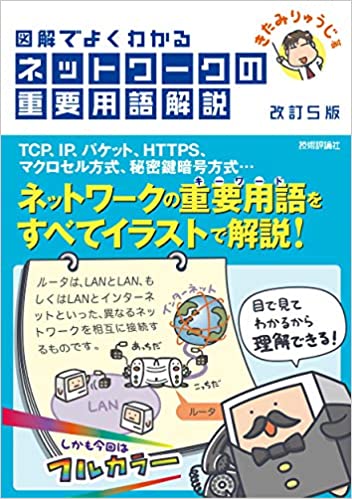 図解でよくわかる
ネットワークの
重要用語解説
きたみりゅうじ著
改訂5版
技術評論社
TCP、IP、パケット、HTTPS、
マクロセル方式、秘密鍵暗号方式…
キーワード
ネットワークの重要用語を
すべてイラストで解説!
ルータは、LANとLAN、も
しくはLANとインターネ
ットといった、異なるネッ
トワークを相互に接続す
るものです。
インターネット
あっちだ
こっちだ
LAN
ルータ
目で見て
わかるから
理解できる!
しかも今回は
フルカラー